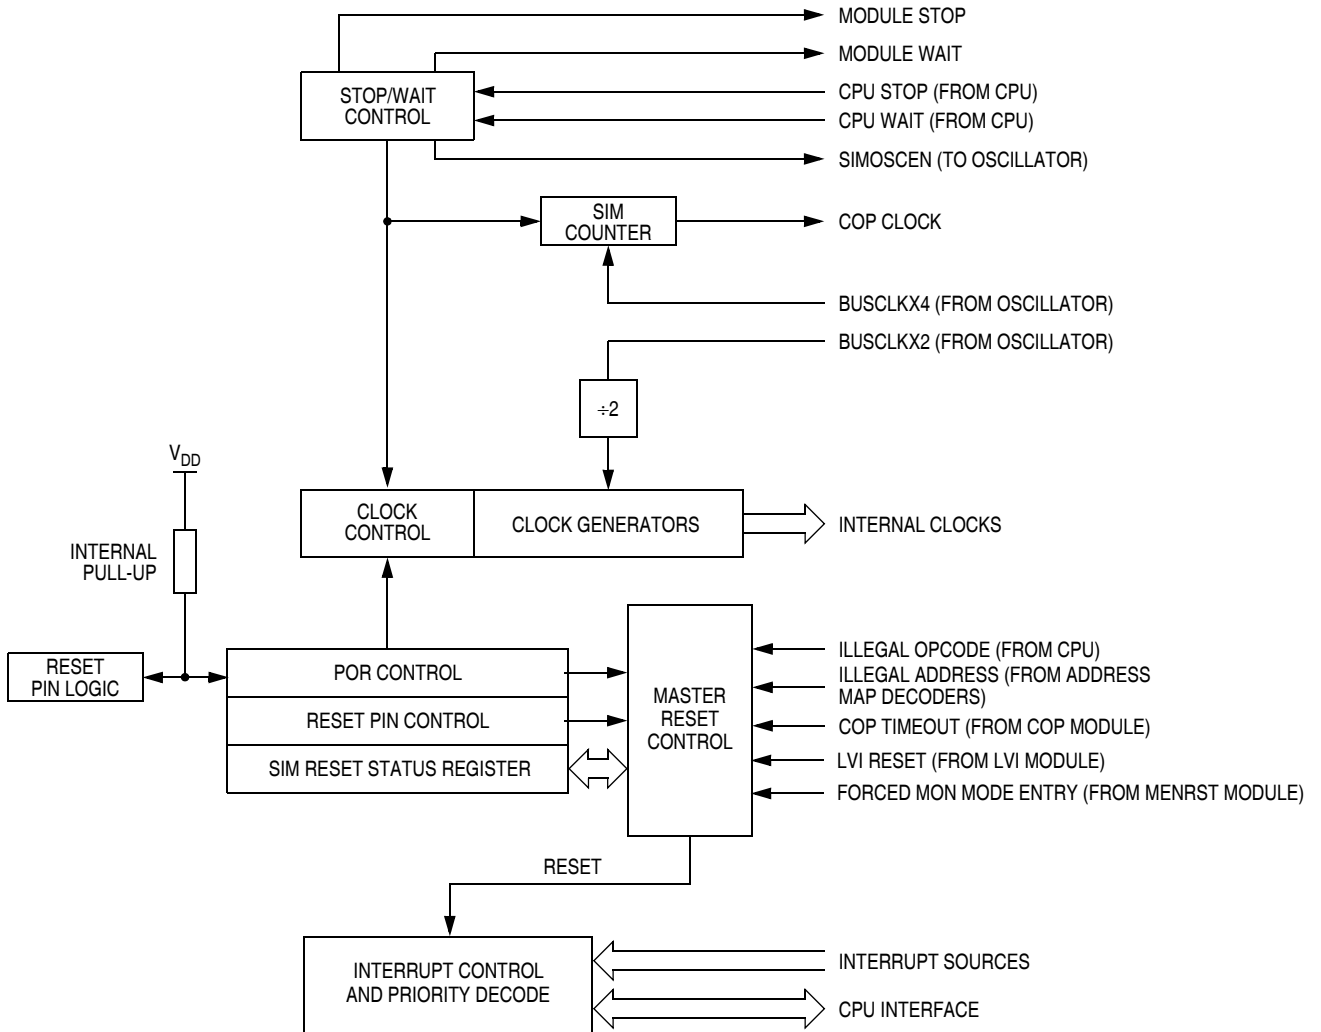 MODULE STOP
MODULE WAIT
STOP/WAIT
CONTROL
CPU STOP (FROM CPU)
CPU WAIT (FROM CPU)
SIMOSCEN (TO OSCILLATOR)
SIM
COUNTER
COP CLOCK
BUSCLKX4 (FROM OSCILLATOR)
BUSCLKX2 (FROM OSCILLATOR)
÷2
VDD
INTERNAL
PULL-UP
CLOCK
CONTROL
CLOCK GENERATORS
INTERNAL CLOCKS
RESET
PIN LOGIC
POR CONTROL
RESET PIN CONTROL
SIM RESET STATUS REGISTER
MASTER
RESET
CONTROL
ILLEGAL OPCODE (FROM CPU)
ILLEGAL ADDRESS (FROM ADDRESS
MAP DECODERS)
COP TIMEOUT (FROM COP MODULE)
LVI RESET (FROM LVI MODULE)
FORCED MON MODE ENTRY (FROM MENRST MODULE)
RESET
INTERRUPT CONTROL
AND PRIORITY DECODE
INTERRUPT SOURCES
CPU INTERFACE